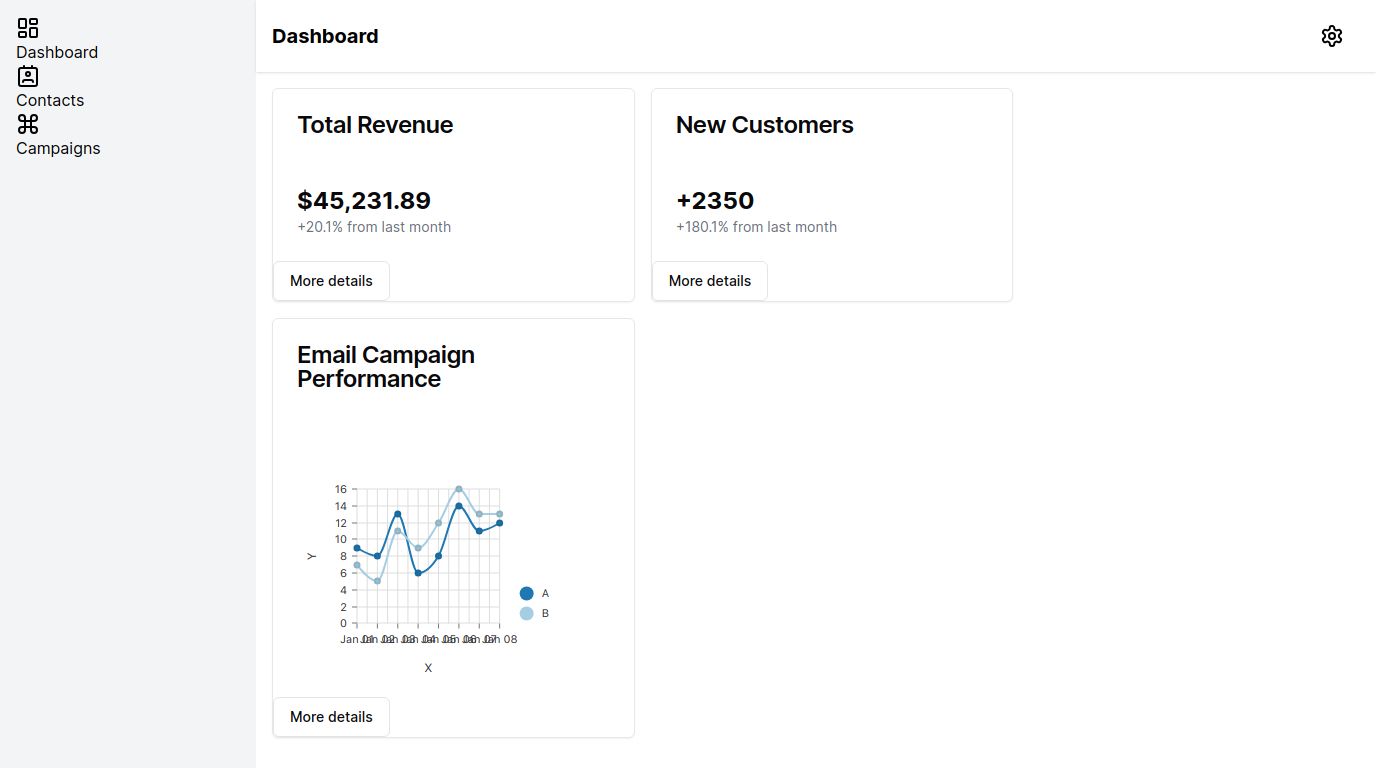 Dashboard
Contacts
Campaigns
Dashboard
Total Revenue
$45,231.89
+20.1% from last month
More details
New Customers
+2350
+180.1% from last month
More details
Email Campaign
Performance
16
14
12
10
8
6
4
2
0
Y
Jan 01 Jan 02 Jan 03 Jan 04 Jan 05 Jan 06 Jan 07 Jan 08
X
A
B
More details